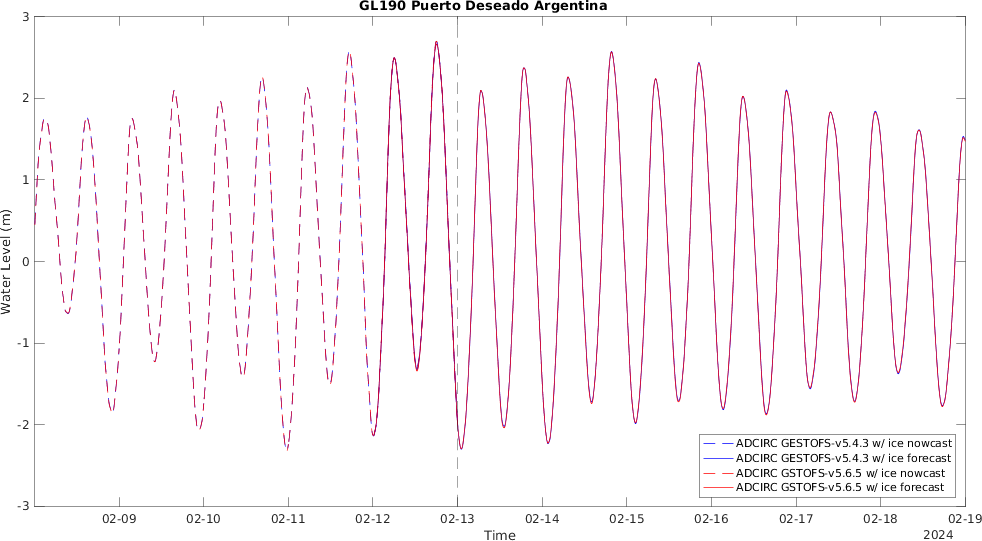 GL190 Puerto Deseado Argentina
3
2
1
0
-1
-2
-3
Water Level (m)
ADCIRC GESTOFS-v5.4.3 w/ ice nowcast
ADCIRC GESTOFS-v5.4.3 w/ ice forecast
ADCIRC GSTOFS-v5.6.5 w/ ice nowcast
ADCIRC GSTOFS-v5.6.5 w/ ice forecast
02-09 02-10 02-11 02-12 02-13 02-14 02-15 02-16 02-17 02-18 02-19
Time
2024